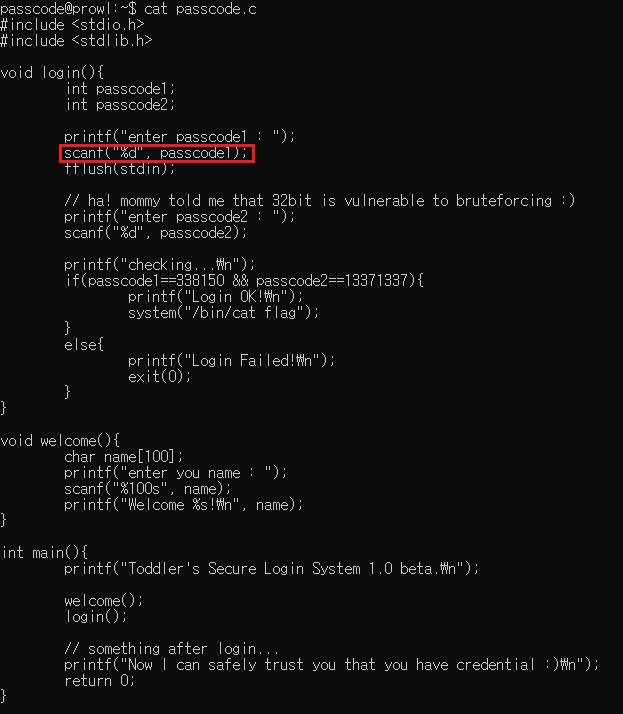 passcode@prowl:~$ cat passcode.c
#include <stdio.h>
#include <stdlib.h>
void login(){
int passcode1;
int passcode2;
printf("enter passcode1 : ");
scanf("%d", passcode1);
fflush(stdin);
// ha! mommy told me that 32bit is vulnerable to bruteforcing :)
printf("enter passcode2 : ");
scanf("%d", passcode2);
printf("checking...₩n");
if(passcode1==338150 && passcode2==13371337){
printf("Login OK!₩n");
system("/bin/cat flag");
}
else{
printf("Login Failed!₩n");
exit(0);
}
}
void welcome(){
char name[100];
printf("enter you name : ");
scanf("%100s", name);
printf("Welcome %s!₩n", name);
}
int main(){
printf("Toddler's Secure Login System 1.0 beta.₩n");
welcome();
login();
// something after login...
printf("Now I can safely trust you that you have credential :)₩n");
return 0;
}